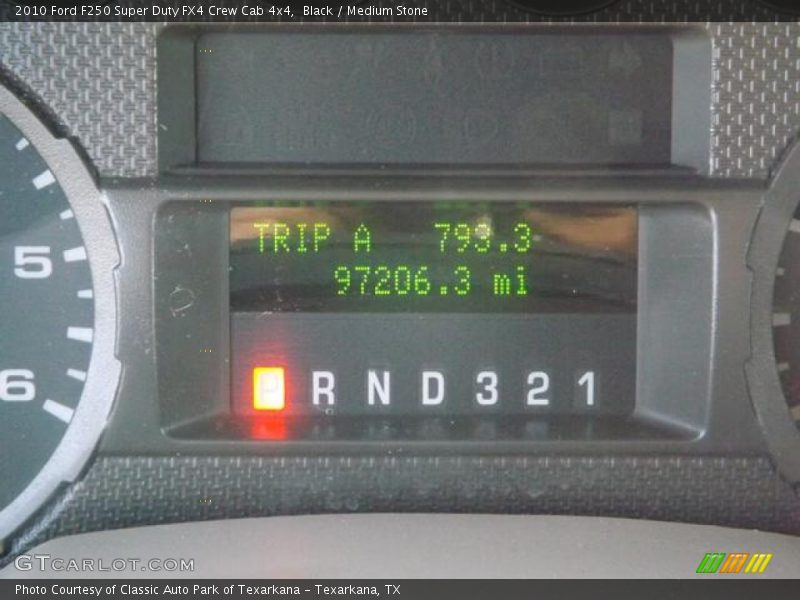 2010 Ford F250 Super Duty FX4 Crew Cab 4x4, Black / Medium Stone
TRIP A 793.3
97206.3 mi
5
P R N D 3 2 1
6
GTCARLOT.COM
Photo Courtesy of Classic Auto Park of Texarkana - Texarkana, TX